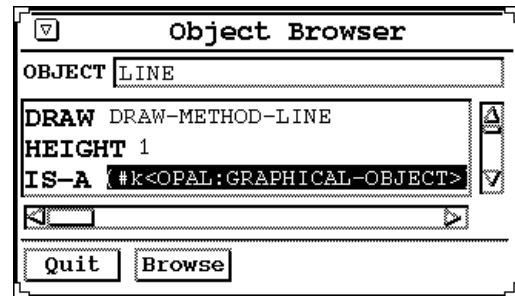 Object Browser
OBJECT LINE
DRAW DRAW-METHOD-LINE
HEIGHT 1
IS-A (#k<OPAL:GRAPHICAL-OBJECT>
Quit Browse